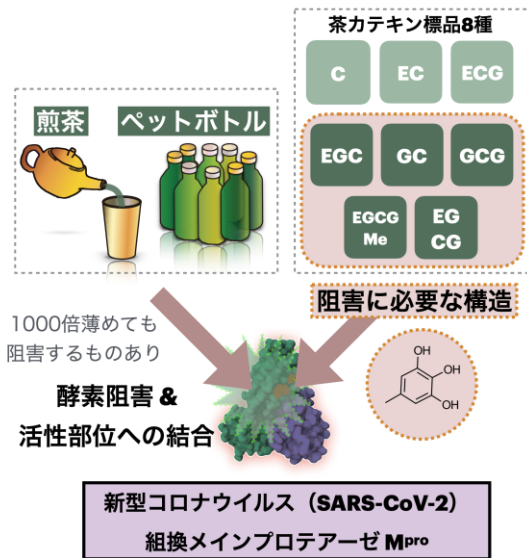 茶カテキン標品8種
C
EC
ECG
煎茶
ペットボトル
EGC
GC
GCG
EGCG
Me
EG
CG
阻害に必要な構造
1000倍薄めても
阻害するものあり
OH
OH
OH
酵素阻害 &
活性部位への結合
新型コロナウイルス(SARS-CoV-2)
組換メインプロテアーゼ Mpro